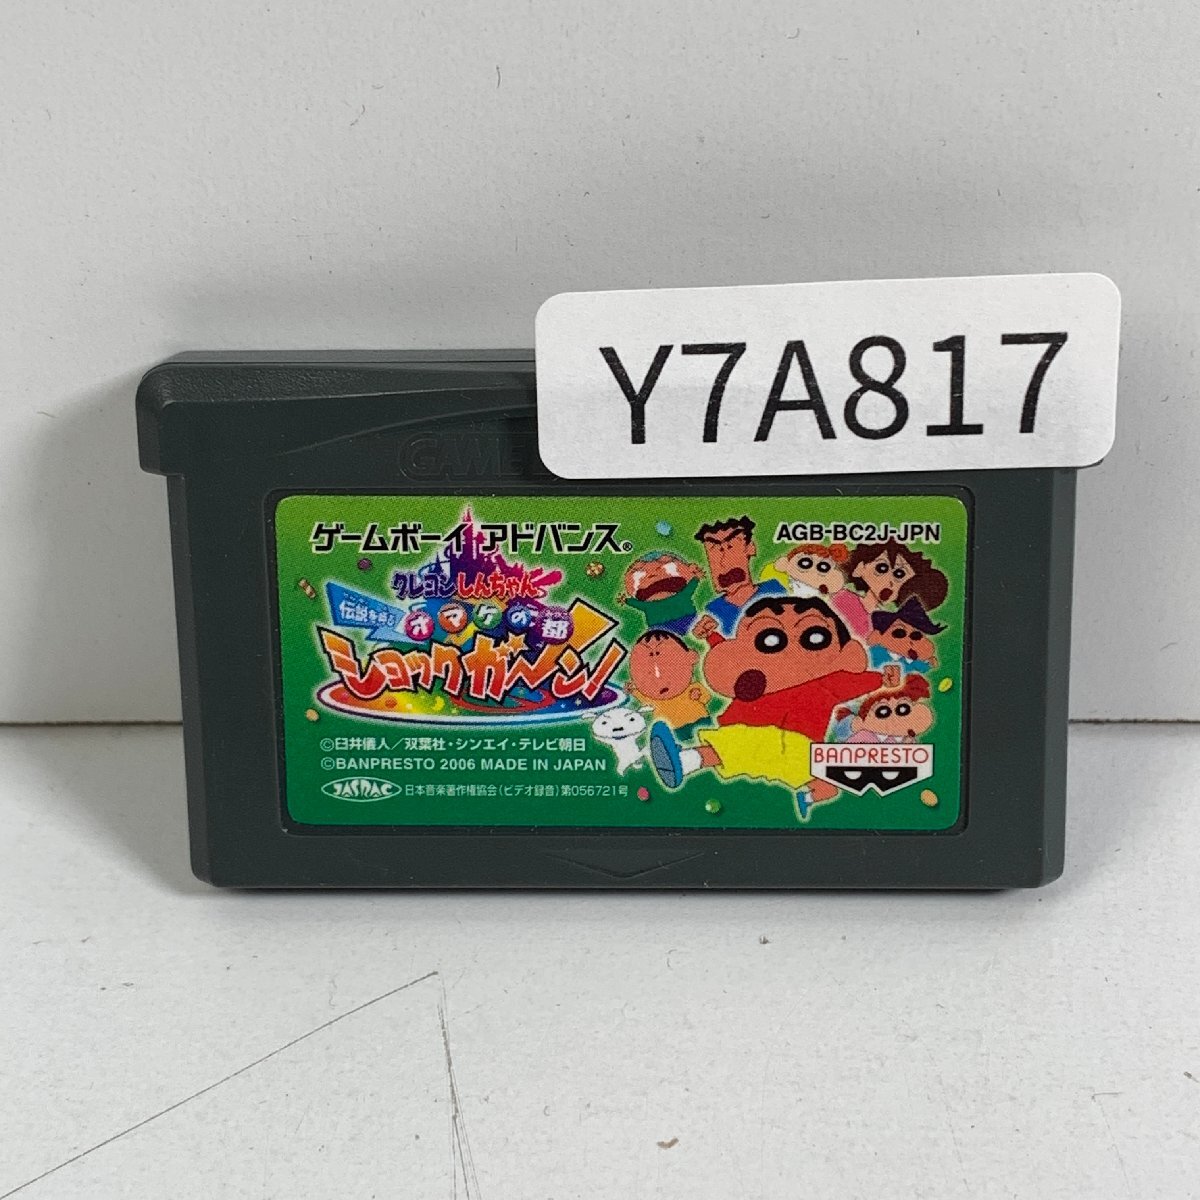 Y7A817
GAME
ゲームボーイ アドバンス®
AGB-BC2J-JPN
クレヨンしんちゃん
伝説を呼ぶ オマケの都
ショックガーン!
©臼井儀人/双葉社・シンエイ・テレビ朝日
©BANPRESTO 2006 MADE IN JAPAN
BANPRESTO
JASRAC 日本音楽著作権協会(ビデオ録音)第056721号